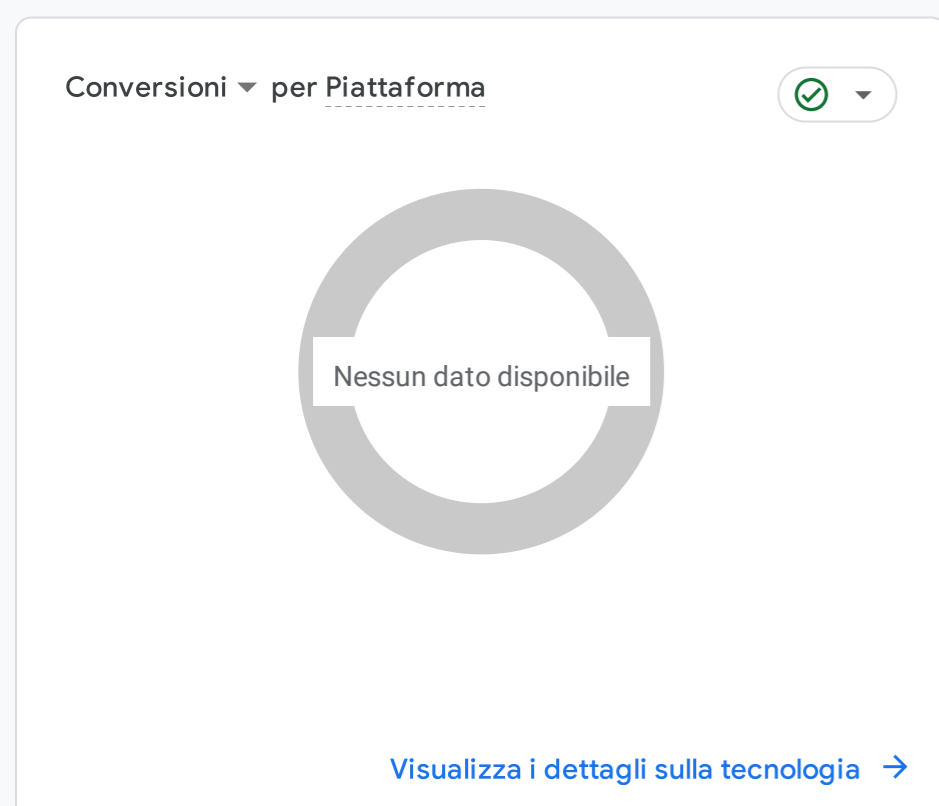 Conversioni per Piattaforma
Nessun dato disponibile
Visualizza i dettagli sulla tecnologia